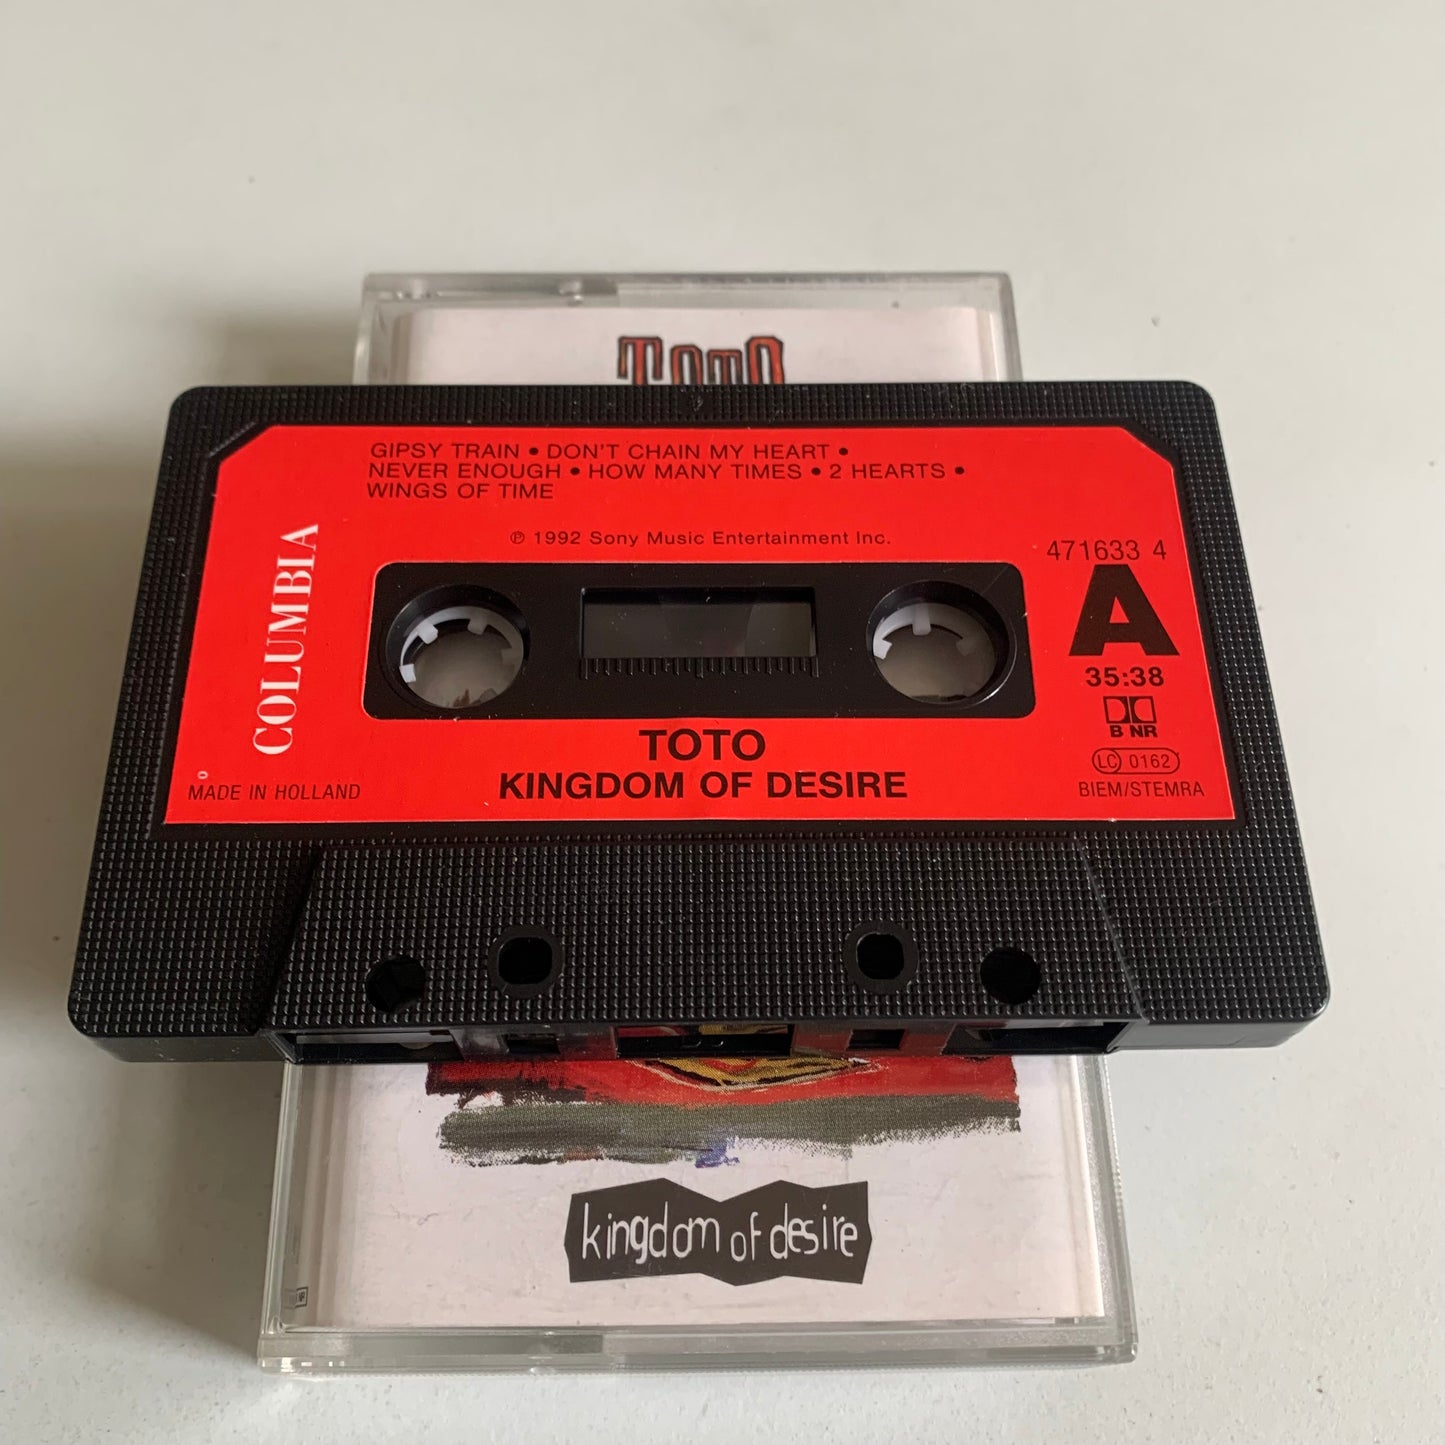 TOTO
GIPSY TRAIN • DON'T CHAIN MY HEART •
NEVER ENOUGH • HOW MANY TIMES • 2 HEARTS •
WINGS OF TIME
℗ 1992 Sony Music Entertainment Inc.
COLUMBIA
471633 4
A
35:38
B NR
LC 0162
BIEM/STEMRA
TOTO
KINGDOM OF DESIRE
MADE IN HOLLAND
kingdom of desire